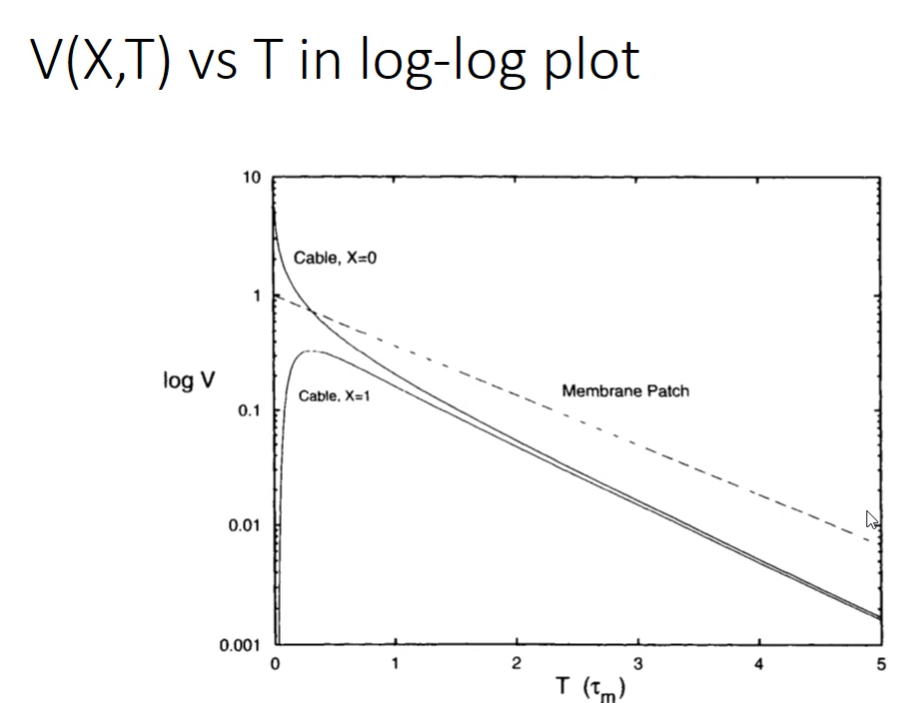 V(X,T) vs T in log-log plot
10
Cable, X=0
1
log V
Membrane Patch
Cable, X=1
0.1
0.01
0.001
0 1 2 3 4 5
T (τm)